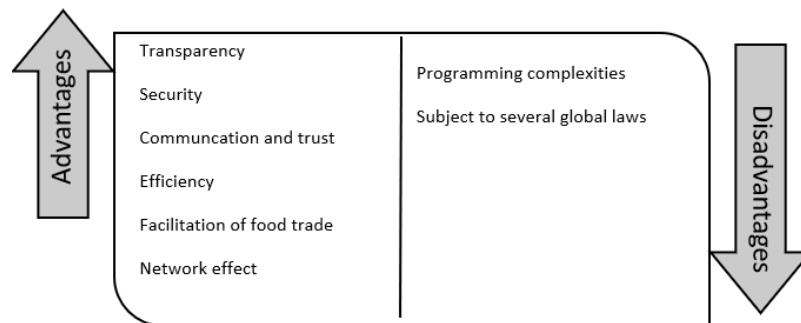 Advantages
Transparency
Security
Communcation and trust
Efficiency
Facilitation of food trade
Network effect
Programming complexities
Subject to several global laws
Disadvantages